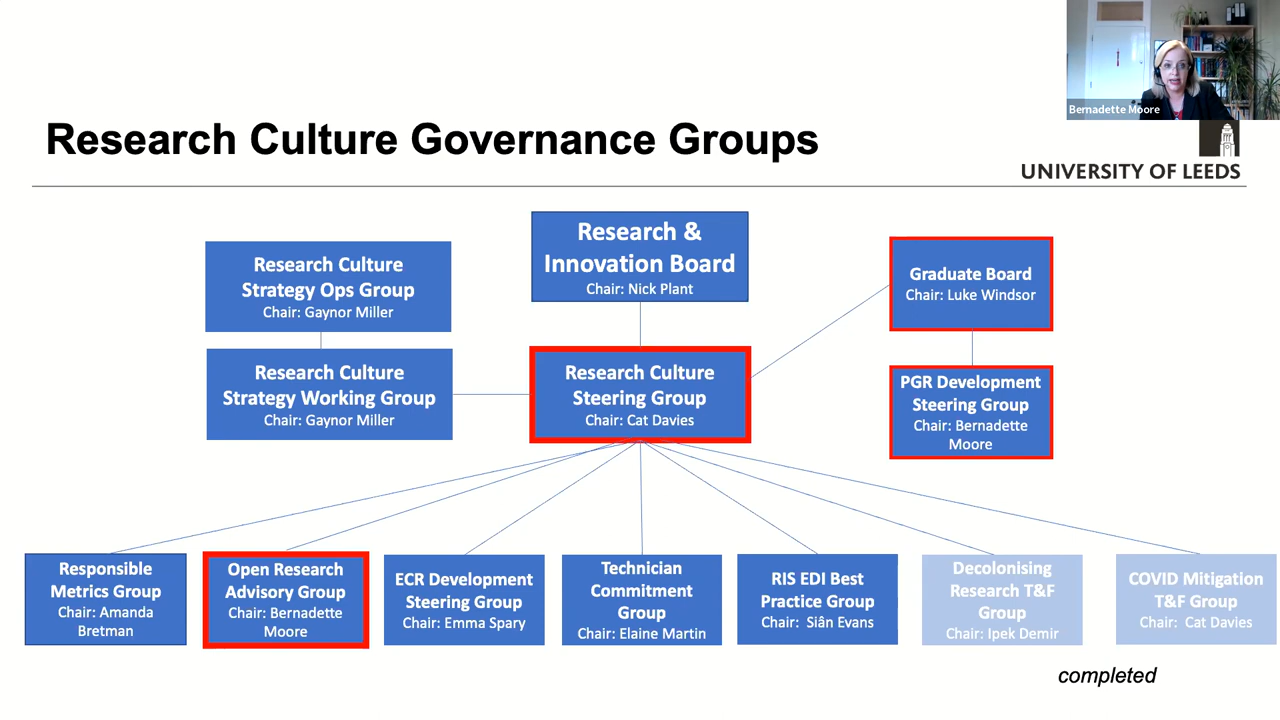 Bernadette Moore
Research Culture Governance Groups
UNIVERSITY OF LEEDS
Research Culture
Strategy Ops Group
Chair: Gaynor Miller
Research &
Innovation Board
Chair: Nick Plant
Graduate Board
Chair: Luke Windsor
Research Culture
Strategy Working Group
Chair: Gaynor Miller
Research Culture
Steering Group
Chair: Cat Davies
PGR Development
Steering Group
Chair: Bernadette
Moore
Responsible
Metrics Group
Chair: Amanda
Bretman
Open Research
Advisory Group
Chair: Bernadette
Moore
ECR Development
Steering Group
Chair: Emma Spary
Technician
Commitment
Group
Chair: Elaine Martin
RIS EDI Best
Practice Group
Chair: Siân Evans
Decolonising
Research T&F
Group
Chair: Ipek Demir
COVID Mitigation
T&F Group
Chair: Cat Davies
completed